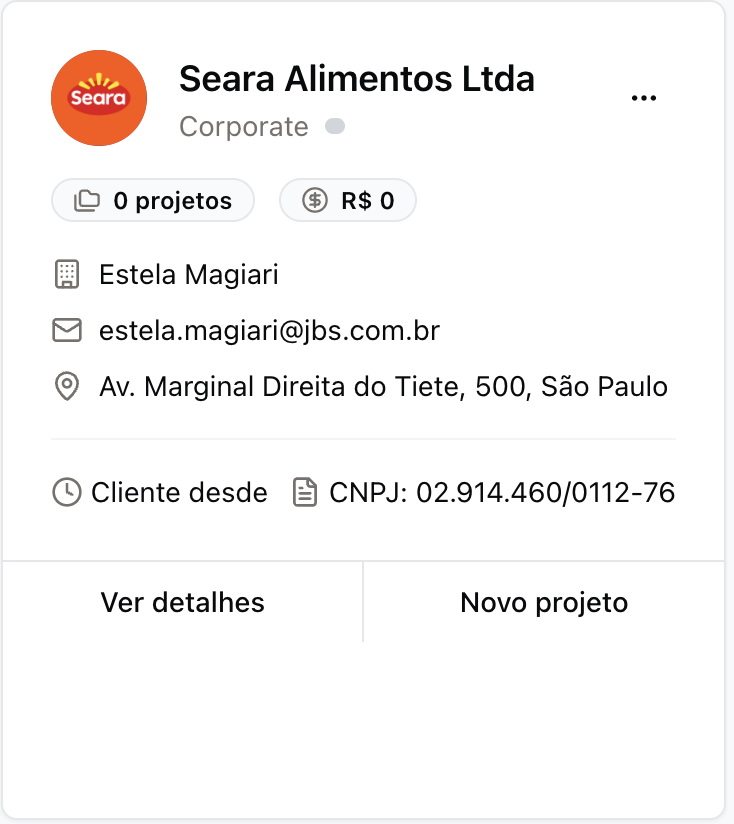 Seara
Seara Alimentos Ltda
Corporate
0 projetos
R$ 0
Estela Magiari
estela.magiari@jbs.com.br
Av. Marginal Direita do Tiete, 500, São Paulo
Cliente desde
CNPJ: 02.914.460/0112-76
Ver detalhes
Novo projeto